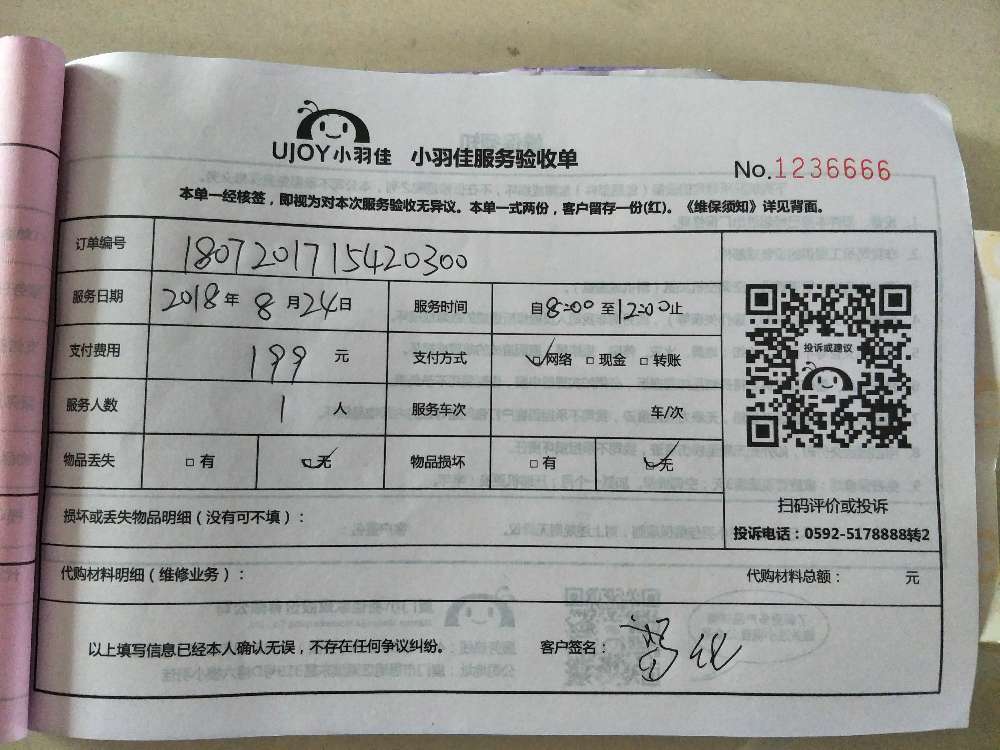 UJOY小羽佳 小羽佳服务验收单
No.1236666
本单一经核签，即视为对本次服务验收无异议。本单一式两份，客户留存一份(红)。《维保须知》详见背面。
订单编号 1807201715420300
服务日期 2018年8月24日 服务时间 自8:00至12:00止
支付费用 199 元 支付方式 网络 现金 转账
投诉或建议
服务人数 1 人 服务车次 车/次
物品丢失 有 无 物品损坏 有 无
扫码评价或投诉
损坏或丢失物品明细（没有可不填）：
投诉电话：0592-5178888转2
代购材料明细（维修业务）： 代购材料总额： 元
以上填写信息已经本人确认无误，不存在任何争议纠纷。 客户签名：